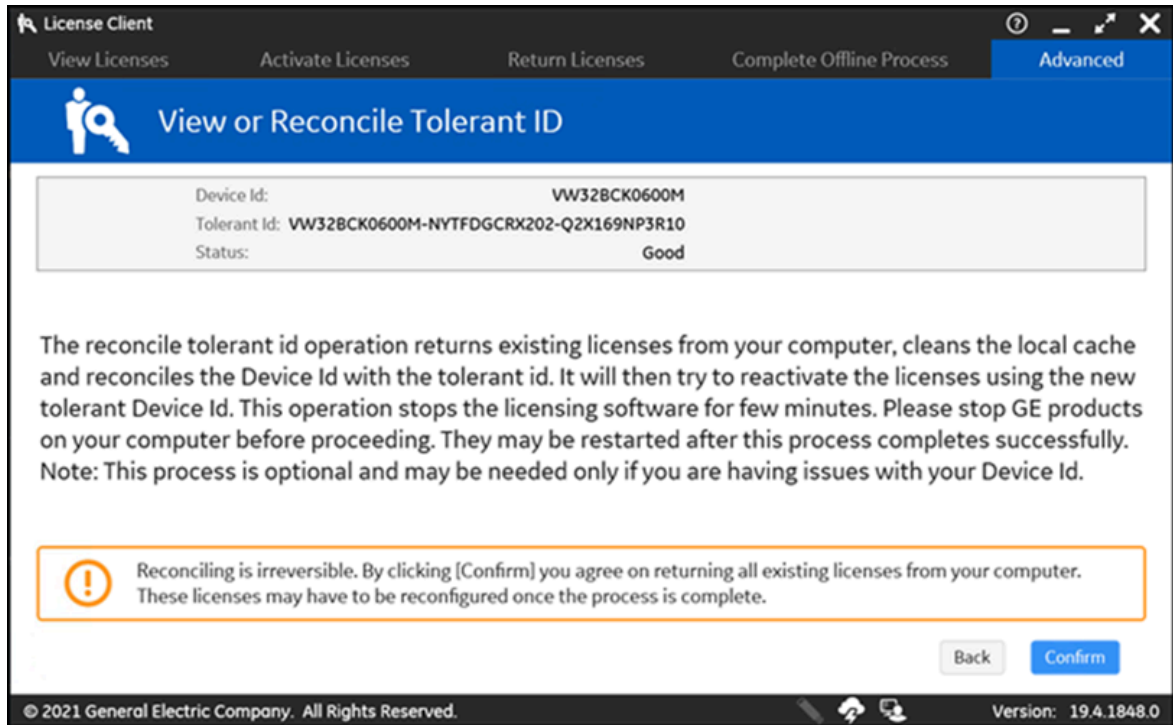 License Client
View Licenses Activate Licenses Return Licenses Complete Offline Process Advanced
View or Reconcile Tolerant ID
Device Id: VW32BCK0600M
Tolerant Id: VW32BCK0600M-NYTFDGCRX202-Q2X169NP3R10
Status: Good
The reconcile tolerant id operation returns existing licenses from your computer, cleans the local cache
and reconciles the Device Id with the tolerant id. It will then try to reactivate the licenses using the new
tolerant Device Id. This operation stops the licensing software for few minutes. Please stop GE products
on your computer before proceeding. They may be restarted after this process completes successfully.
Note: This process is optional and may be needed only if you are having issues with your Device Id.
Reconciling is irreversible. By clicking [Confirm] you agree on returning all existing licenses from your computer.
These licenses may have to be reconfigured once the process is complete.
Back Confirm
© 2021 General Electric Company. All Rights Reserved. Version: 19.4.1848.0